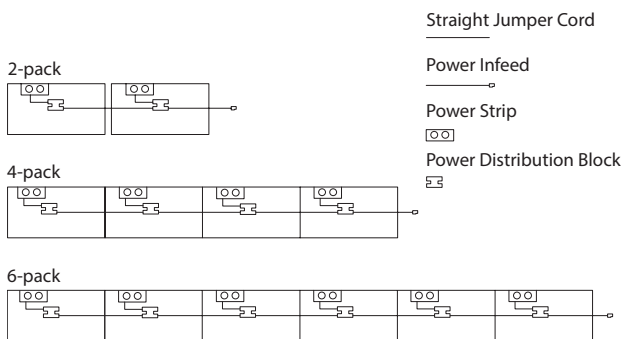 Straight Jumper Cord
Power Infeed
2-pack
Power Strip
Power Distribution Block
4-pack
6-pack